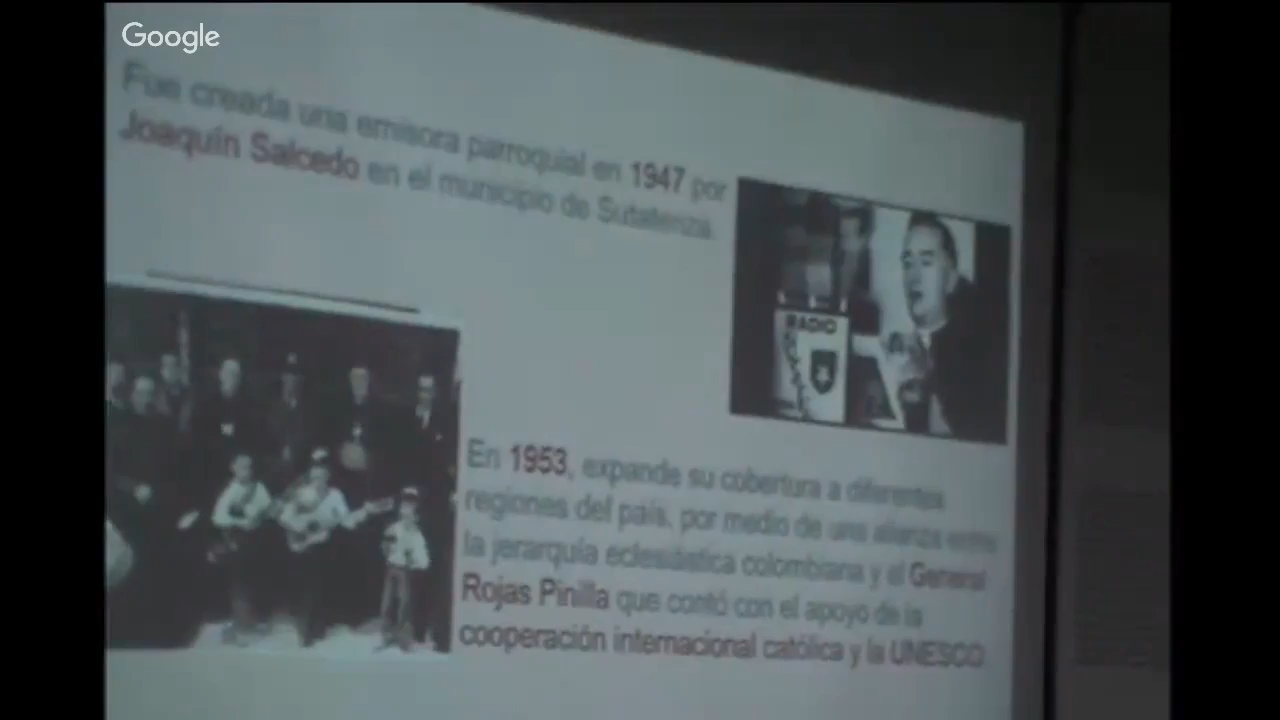 Google
Fue creada una emisora parroquial en 1947 por
Joaquín Salcedo en el municipio de Sutatenza.
RADIO
En 1953, expande su cobertura a diferentes
regiones del país, por medio de una alianza entre
la jerarquía eclesiástica colombiana y el General
Rojas Pinilla que contó con el apoyo de la
cooperación internacional católica y la UNESCO